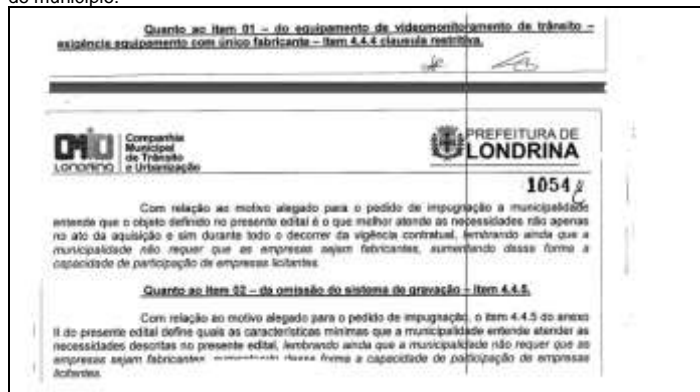 do município.
Quanto ao item 01 – do equipamento de videomonitoramento de trânsito –
exigência equipamento com único fabricante – Item 4.4.4 clausula restritiva.
CMTU
LONDRINA
Companhia
Municipal
de Trânsito
e Urbanização
PREFEITURA DE
LONDRINA
1054
Com relação ao motivo alegado para o pedido de impugnação a municipalidade
entende que o objeto definido no presente edital é o que melhor atende as necessidades não apenas
no ato da aquisição e sim durante todo o decorrer da vigência contratual, lembrando ainda que a
municipalidade não requer que as empresas sejam fabricantes, aumentando dessa forma a
capacidade de participação de empresas licitantes.
Quanto ao Item 02 – da omissão do sistema de gravação – Item 4.4.5.
Com relação ao motivo alegado para o pedido de impugnação, o item 4.4.5 do anexo
II do presente edital define quais as características mínimas que a municipalidade entende atender as
necessidades descritas no presente edital, lembrando ainda que a municipalidade não requer que as
empresas sejam fabricantes, aumentando dessa forma a capacidade de participação de empresas
licitantes.